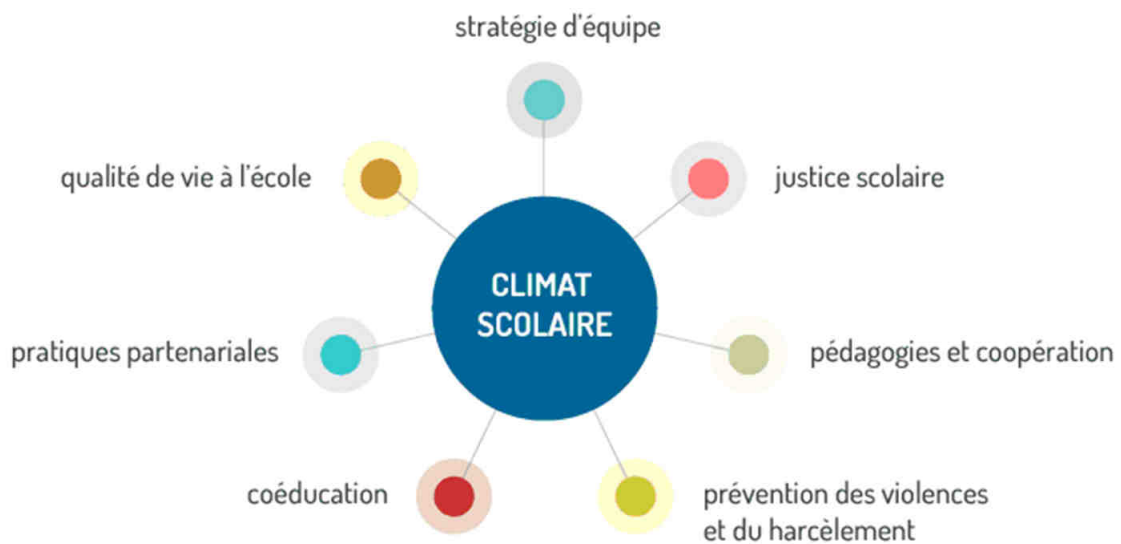 stratégie d'équipe
qualité de vie à l'école
justice scolaire
CLIMAT
SCOLAIRE
pratiques partenariales
pédagogies et coopération
coéducation
prévention des violences
et du harcèlement